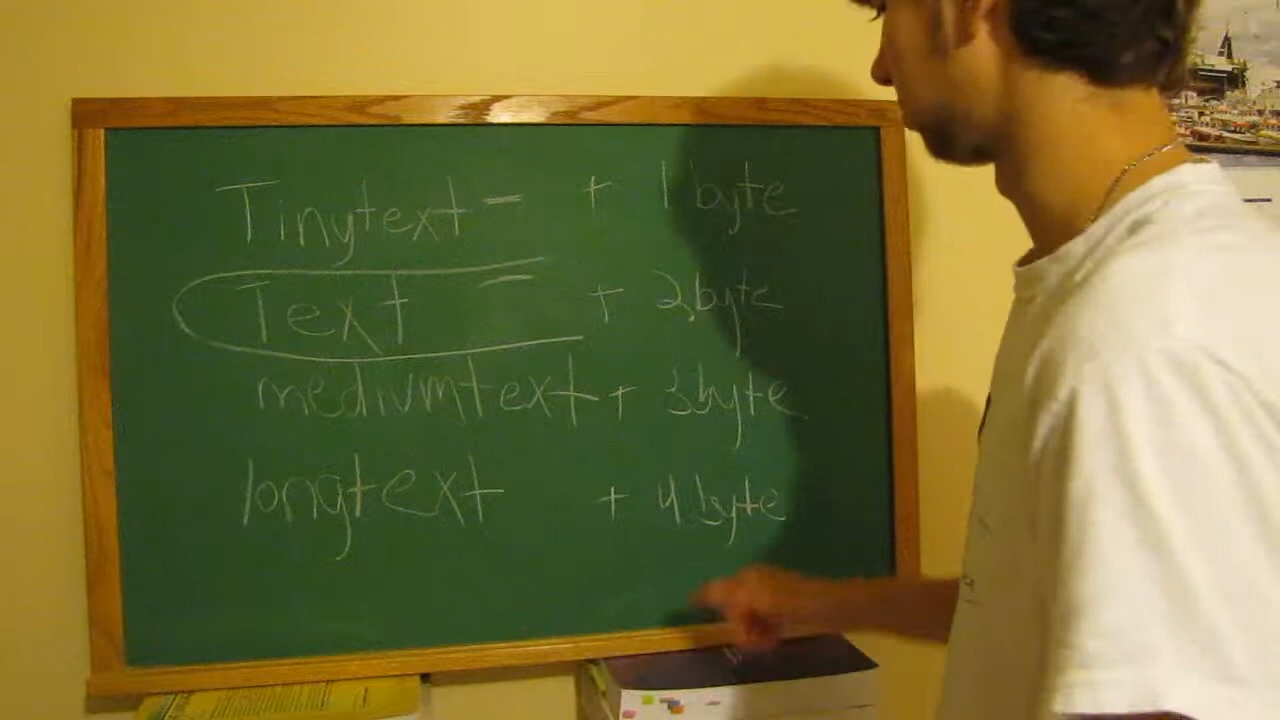 Tinytext = + 1 byte
Text = + 2 byte
mediumtext + 3 byte
longtext + 4 byte